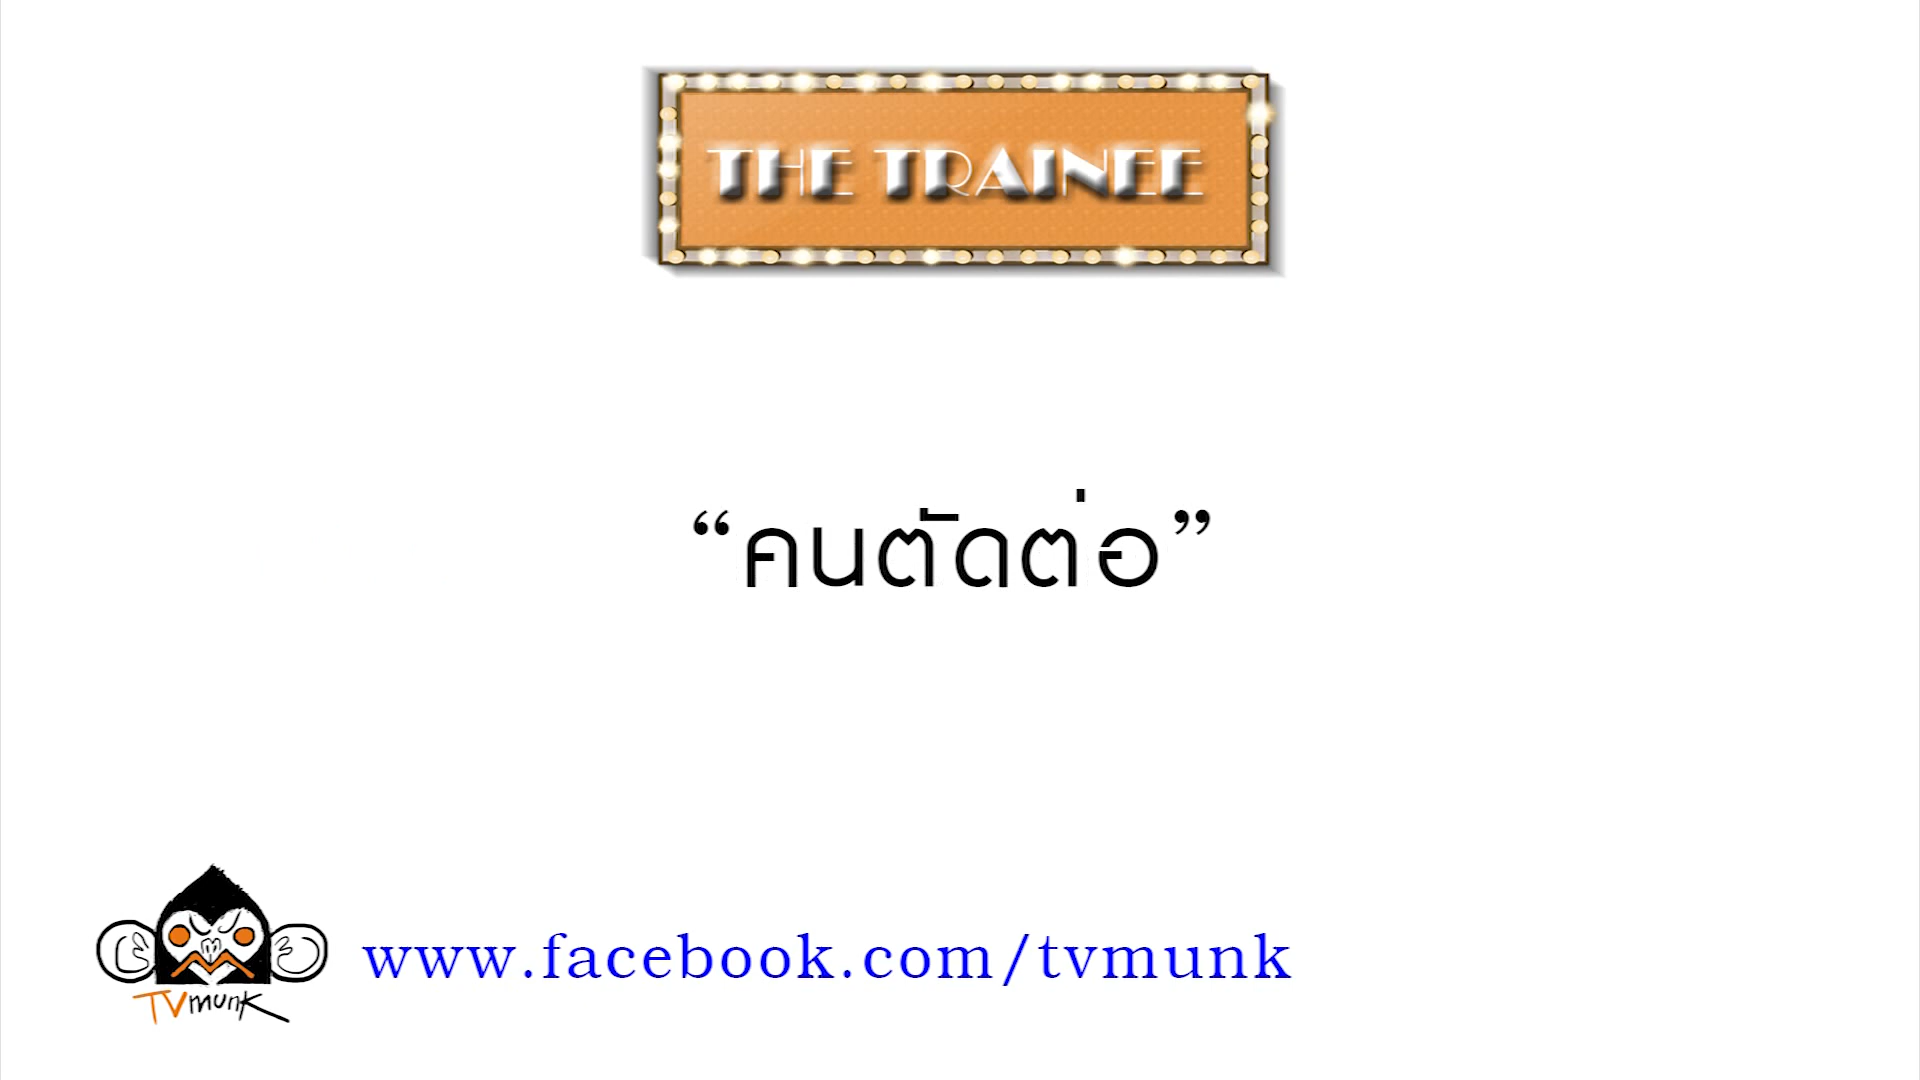 THE TRAINEE
“คนตัดต่อ”
TVmunk
www.facebook.com/tvmunk